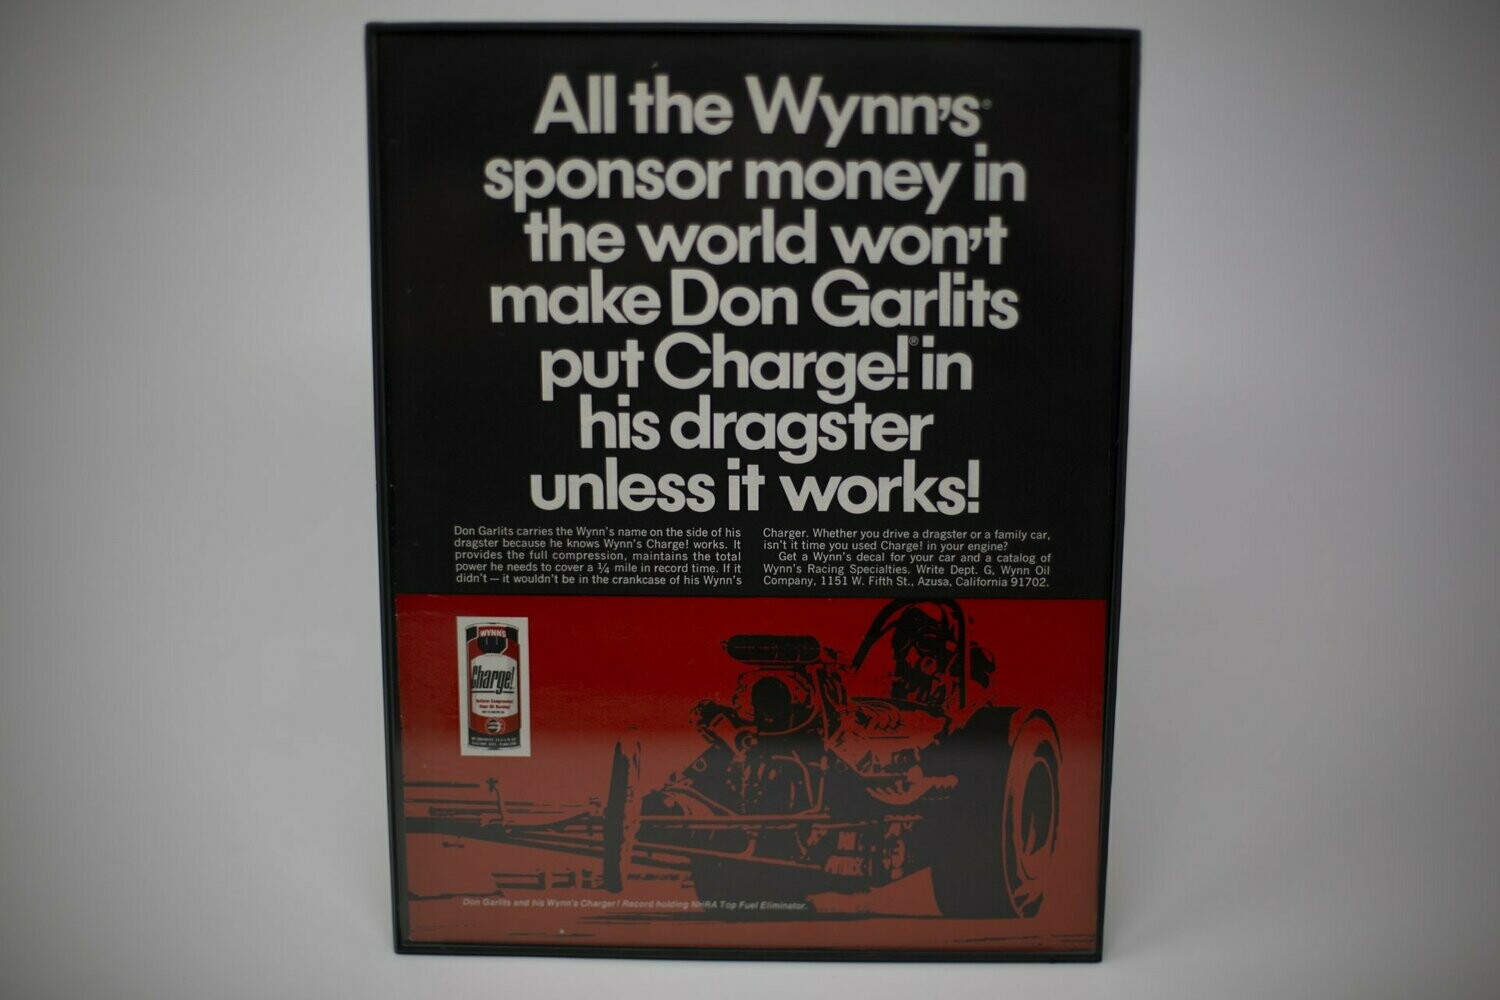 All the Wynn's®
sponsor money in
the world won't
make Don Garlits
put Charge!® in
his dragster
unless it works!
Don Garlits carries the Wynn's name on the side of his
dragster because he knows Wynn's Charge! works. It
provides the full compression, maintains the total
power he needs to cover a ¼ mile in record time. If it
didn't — it wouldn't be in the crankcase of his Wynn's
Charger. Whether you drive a dragster or a family car,
isn't it time you used Charge! in your engine?
Get a Wynn's decal for your car and a catalog of
Wynn's Racing Specialties. Write Dept. G, Wynn Oil
Company, 1151 W. Fifth St., Azusa, California 91702.
WYNN'S
Charge!
Don Garlits and his Wynn's Charger! Record holding NHRA Top Fuel Eliminator.